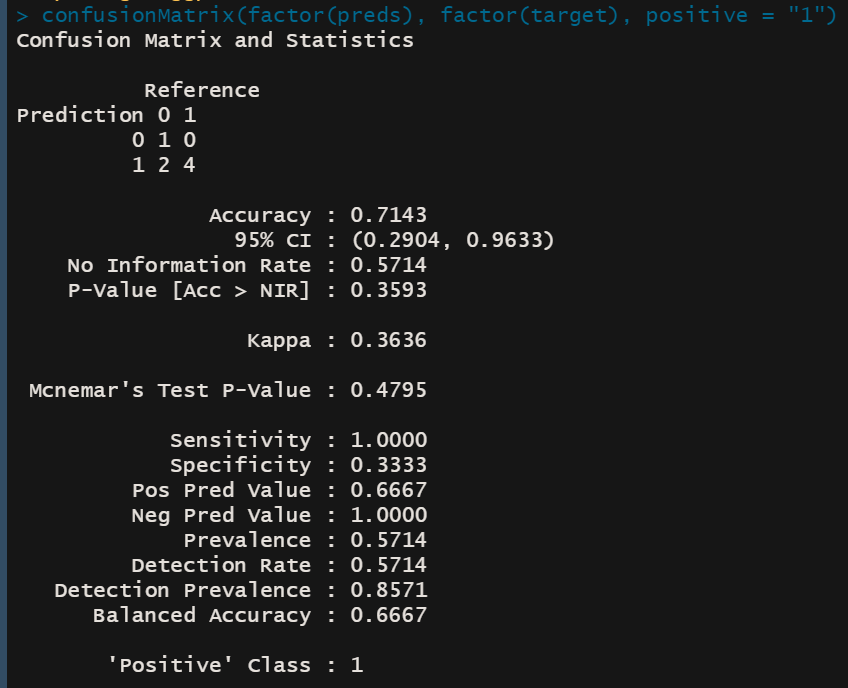 > confusionMatrix(factor(preds), factor(target), positive = "1")
Confusion Matrix and Statistics
Reference
Prediction 0 1
0 1 0
1 2 4
Accuracy : 0.7143
95% CI : (0.2904, 0.9633)
No Information Rate : 0.5714
P-Value [Acc > NIR] : 0.3593
Kappa : 0.3636
Mcnemar's Test P-Value : 0.4795
Sensitivity : 1.0000
Specificity : 0.3333
Pos Pred Value : 0.6667
Neg Pred Value : 1.0000
Prevalence : 0.5714
Detection Rate : 0.5714
Detection Prevalence : 0.8571
Balanced Accuracy : 0.6667
'Positive' Class : 1